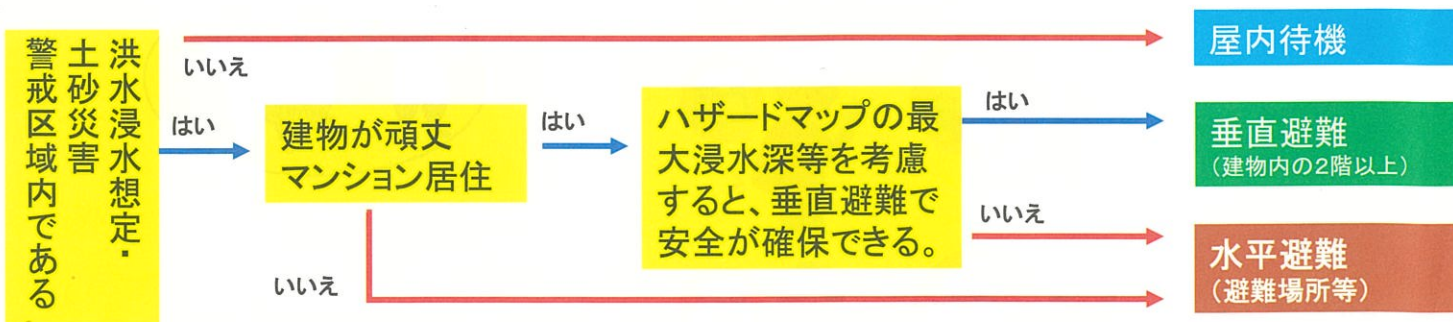 洪水浸水想定・
土砂災害
警戒区域内である
いいえ
はい
建物が頑丈
マンション居住
いいえ
はい
ハザードマップの最
大浸水深等を考慮
すると、垂直避難で
安全が確保できる。
はい
いいえ
屋内待機
垂直避難
(建物内の2階以上)
水平避難
(避難場所等)